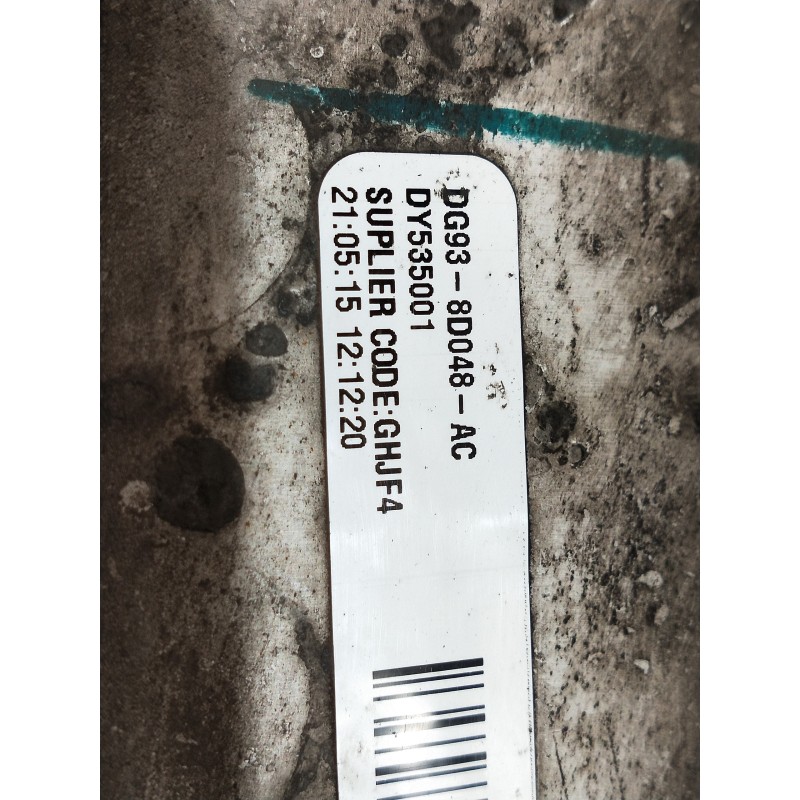 DG93-8D048-AC
DY535001
SUPLIER CODE:GHJF4
21:05:15 12:12:20